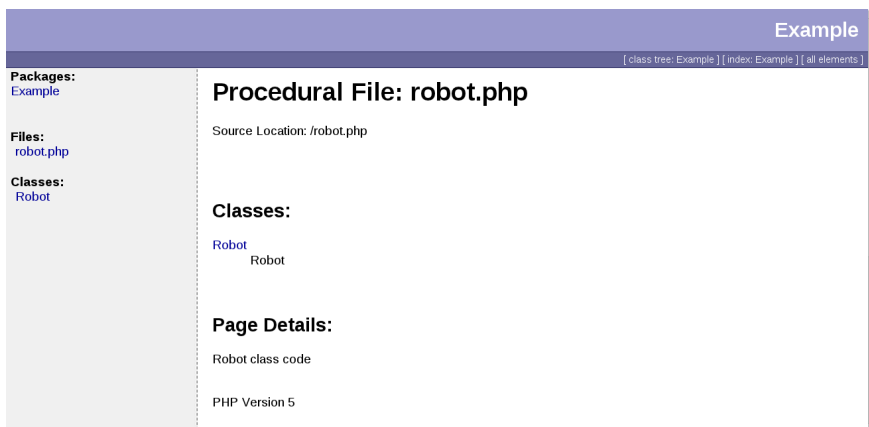 Example
[ class tree: Example ] [ index: Example ] [ all elements ]
Packages:
Example
Files:
robot.php
Classes:
Robot
Procedural File: robot.php
Source Location: /robot.php
Classes:
Robot
Robot
Page Details:
Robot class code
PHP Version 5